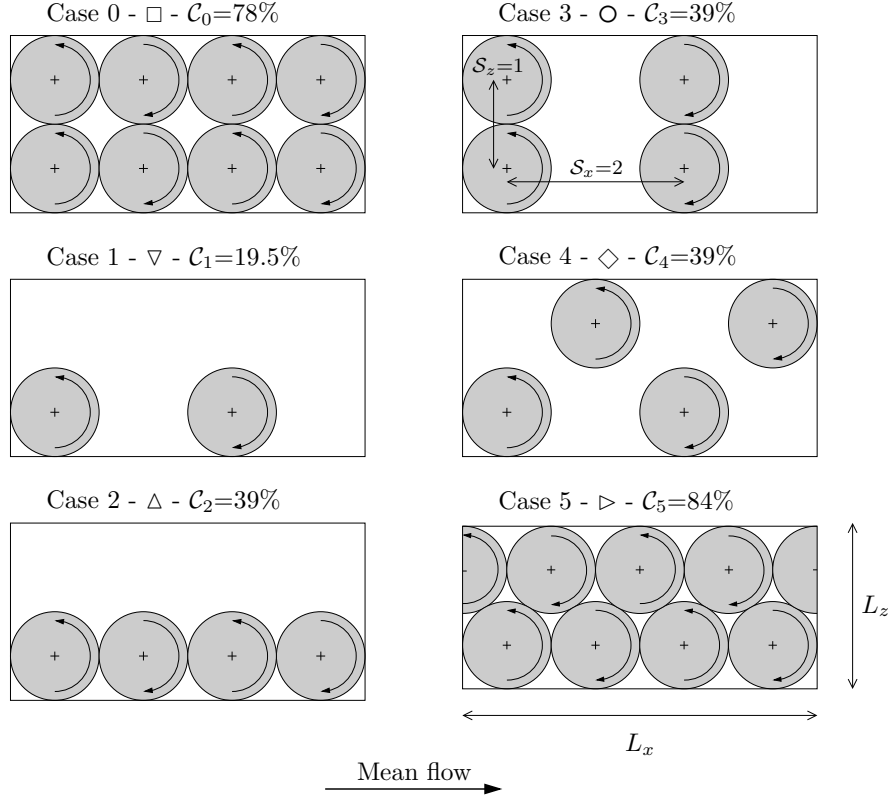 Case 0 - □ - 𝒞₀=78%
Case 3 - ○ - 𝒞₃=39%
𝒮z=1
𝒮x=2
Case 1 - ▽ - 𝒞₁=19.5%
Case 4 - ◇ - 𝒞₄=39%
Case 2 - △ - 𝒞₂=39%
Case 5 - ▷ - 𝒞₅=84%
Lz
Lx
Mean flow